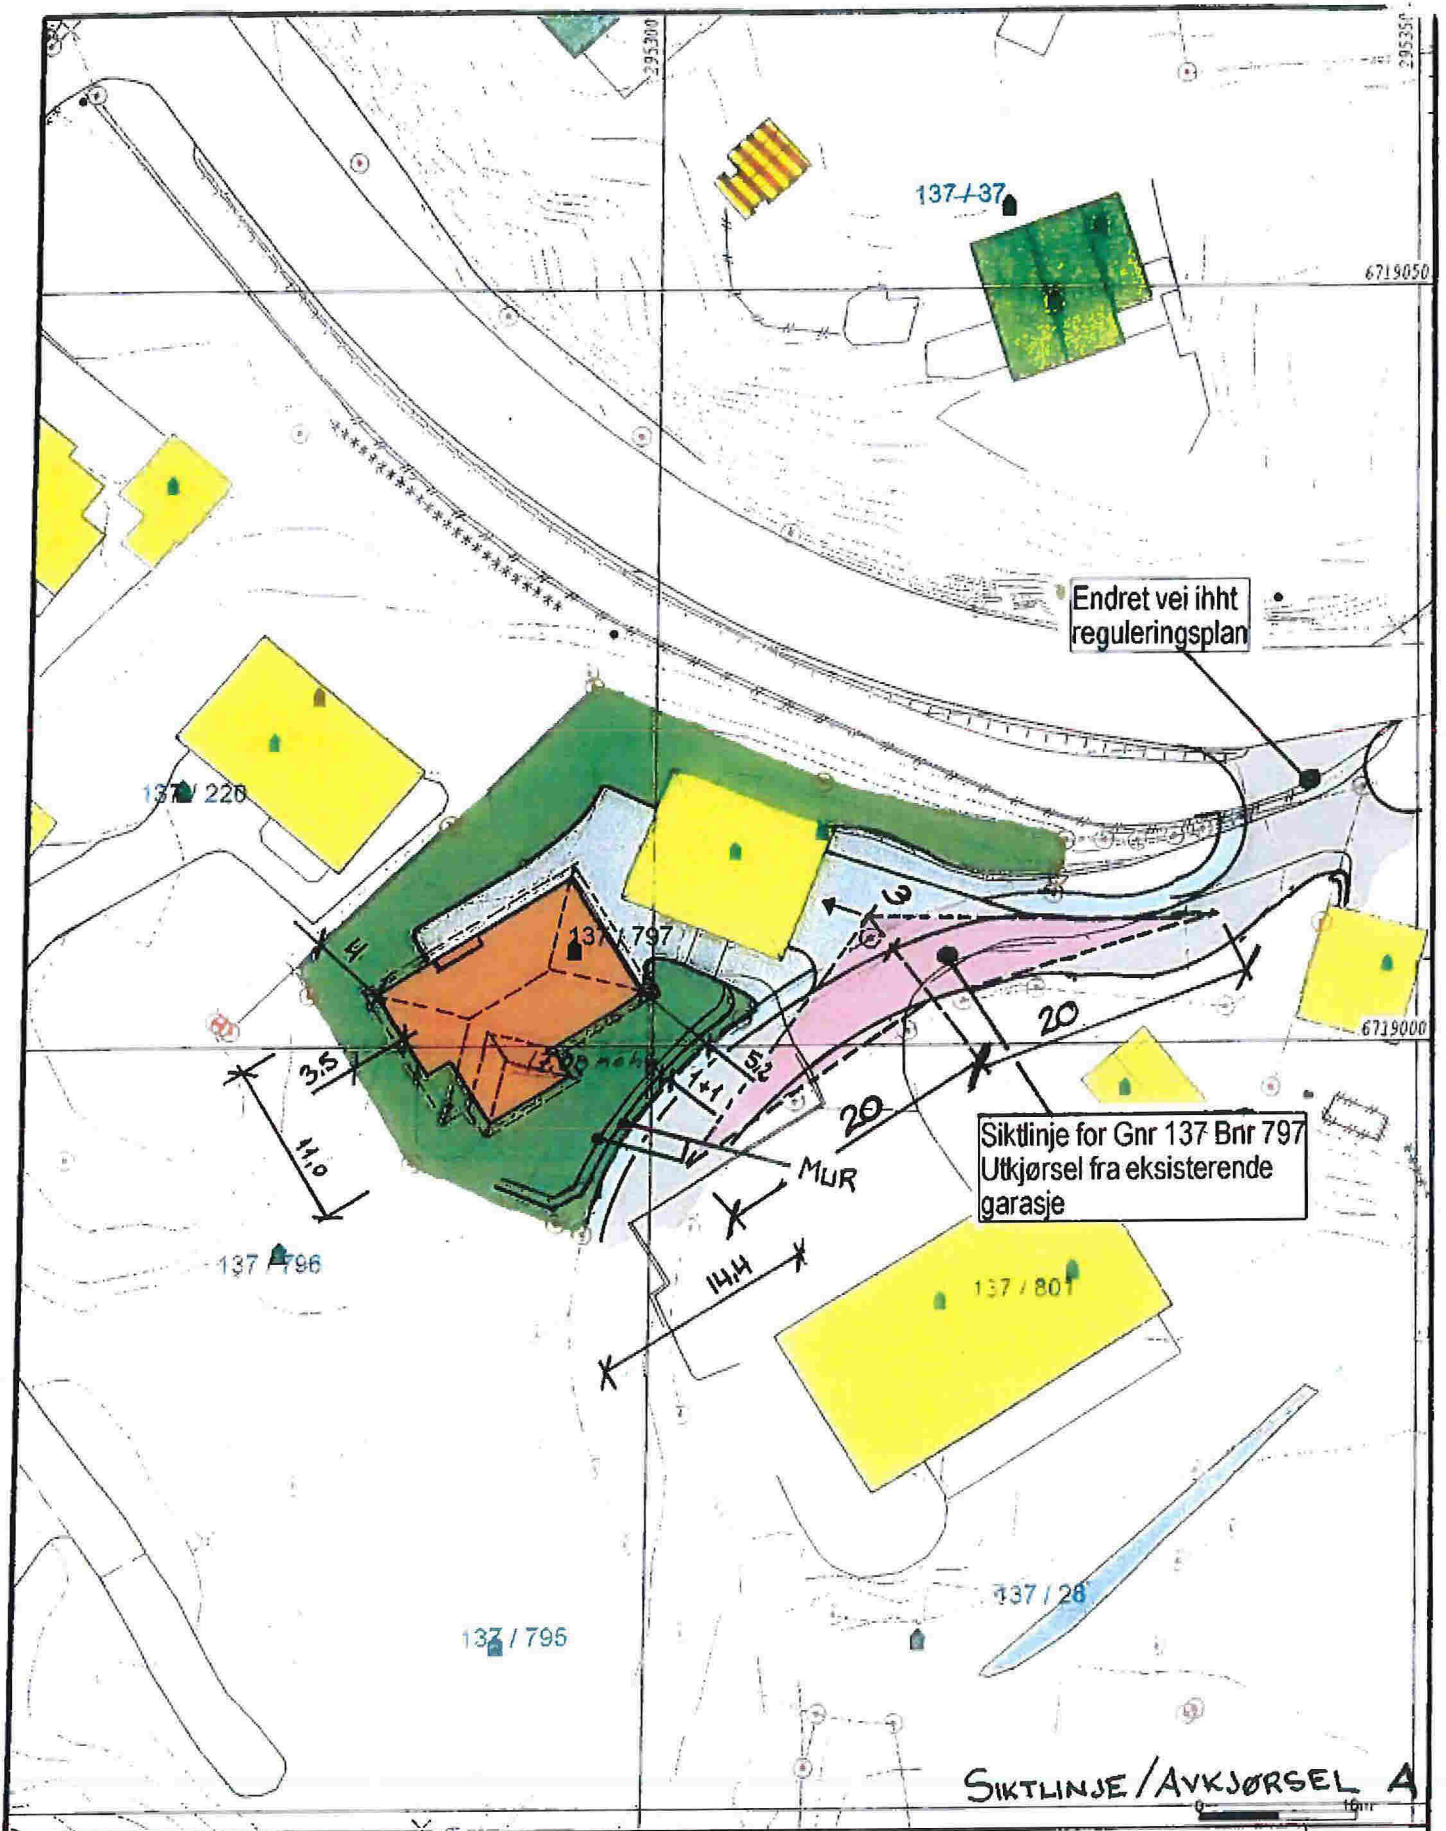 295300
295350
137 / 37
6719050
Endret vei ihht
reguleringsplan
137 / 220
3
4
137 / 797
6719000
20
3,5
5,2
1+1
20
Siktlinje for Gnr 137 Bnr 797
Utkjørsel fra eksisterende
garasje
11,0
MUR
137 / 796
14,4
137 / 801
137 / 28
137 / 795
SIKTLINJE / AVKJØRSEL A
0
10m